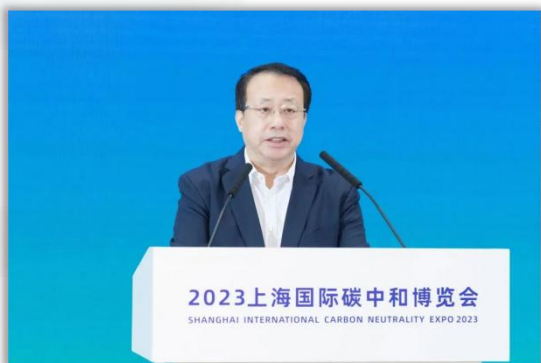 2023上海国际碳中和博览会
SHANGHAI INTERNATIONAL CARBON NEUTRALITY EXPO 2023